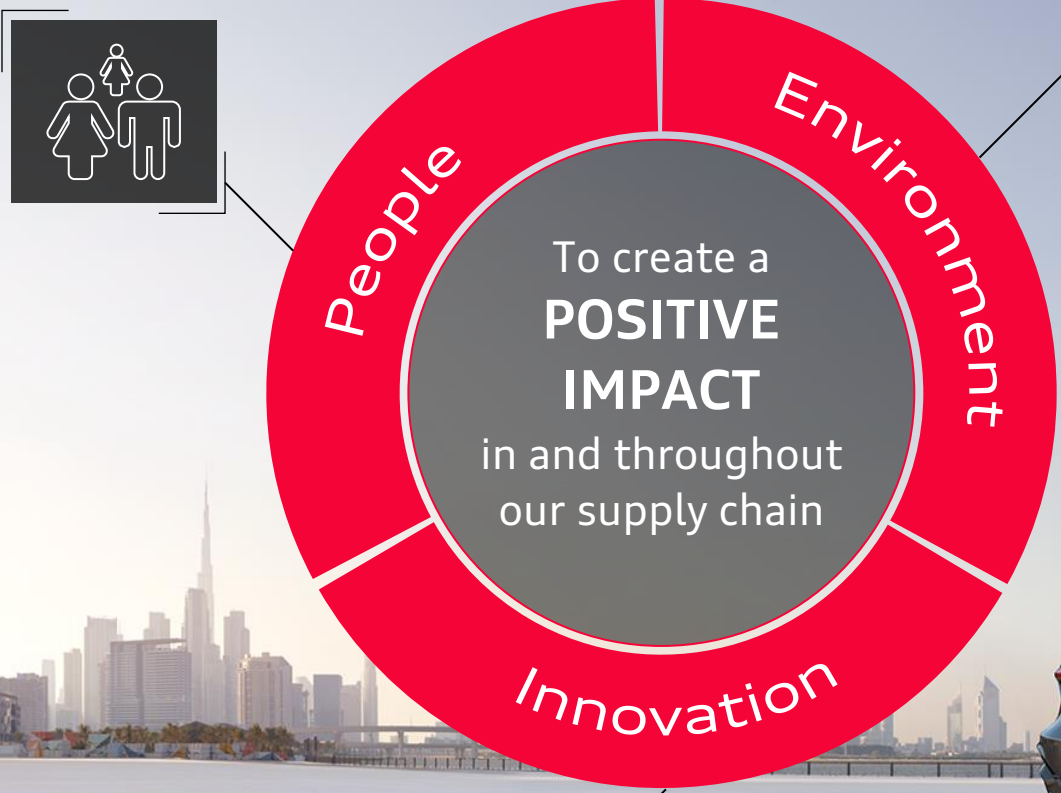 People
Environment
To create a
POSITIVE
IMPACT
in and throughout
our supply chain
Innovation